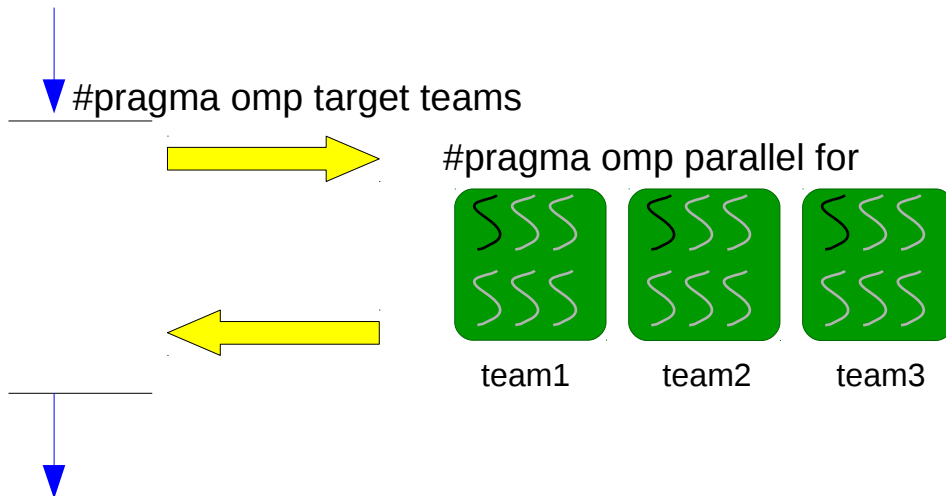 #pragma omp target teams
#pragma omp parallel for
team1
team2
team3